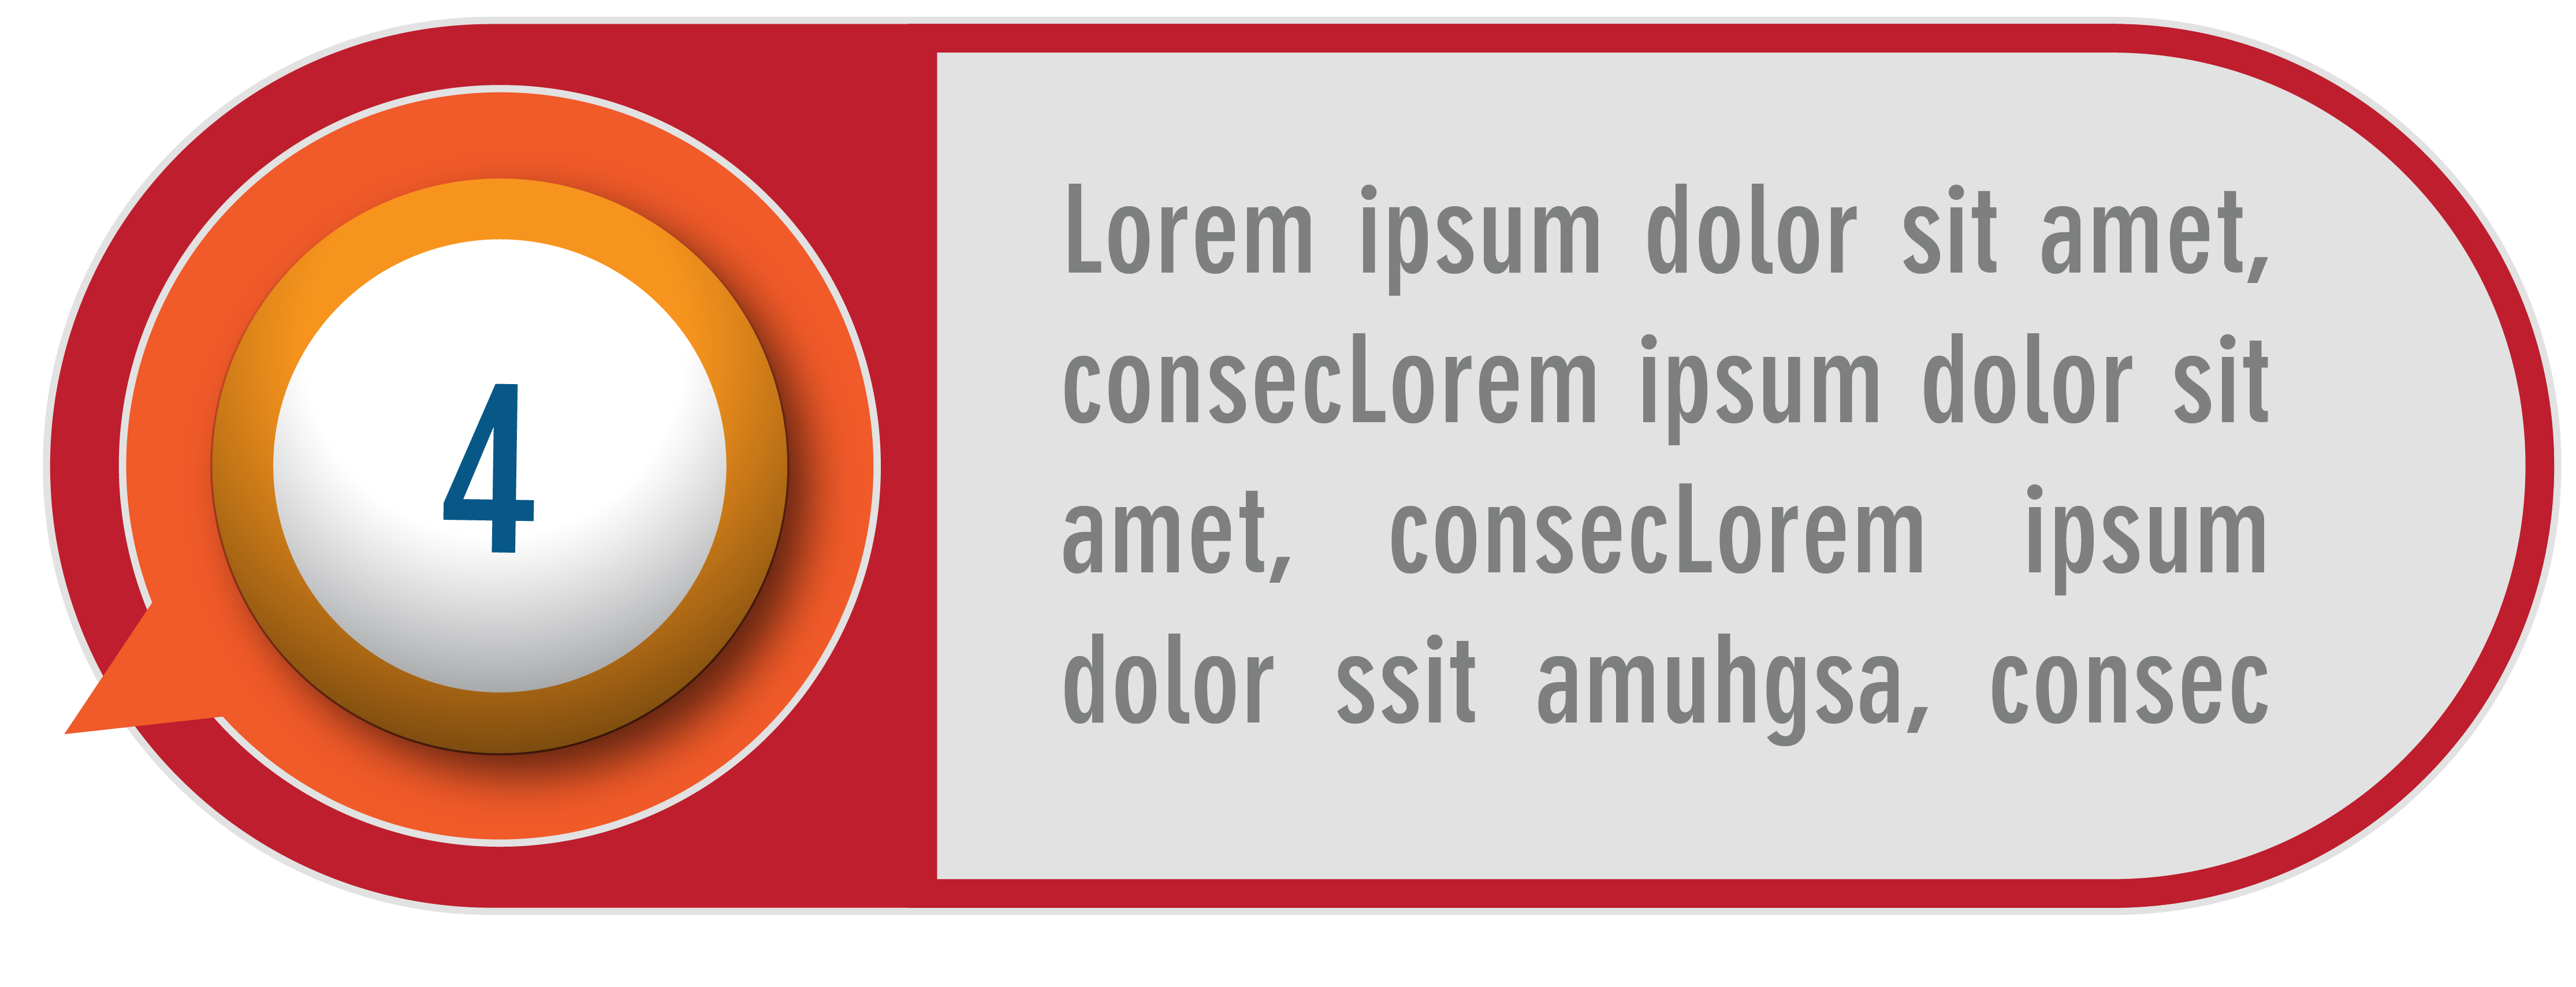 4
Lorem ipsum dolor sit amet,
consecLorem ipsum dolor sit
amet, consecLorem ipsum
dolor ssit amuhgsa, consec